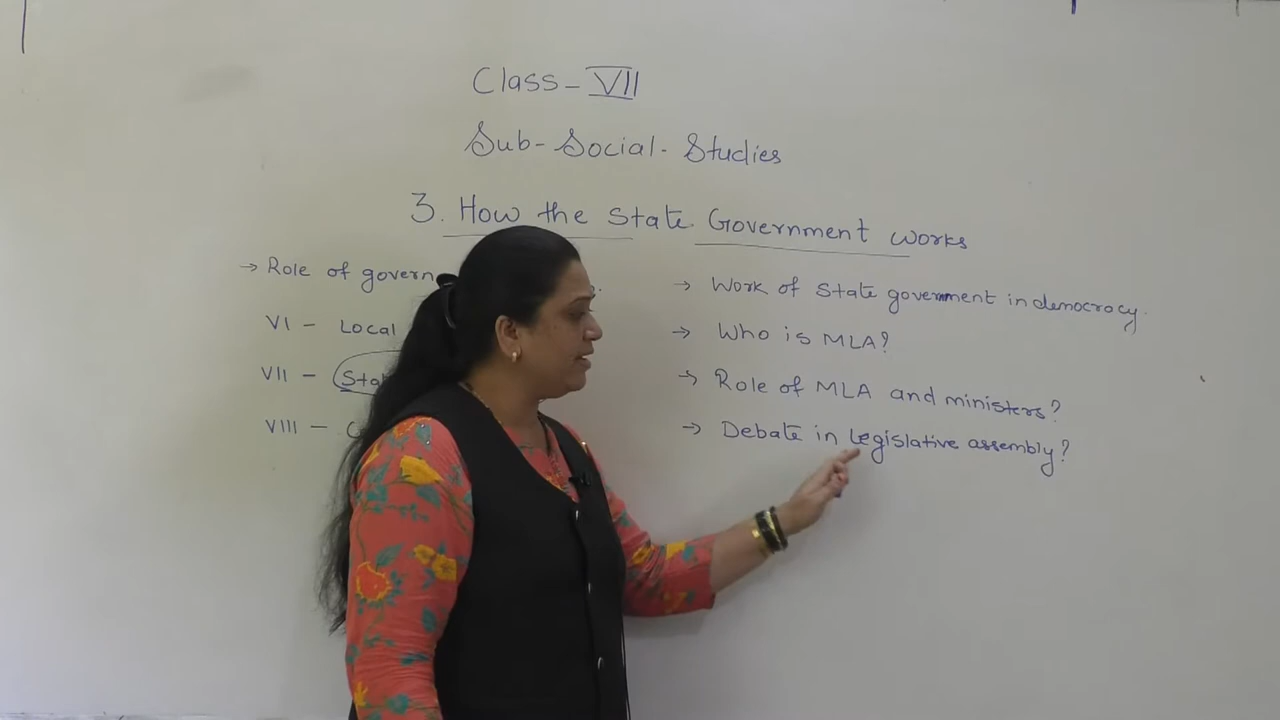 Class - VII
Sub - Social - Studies
3. How the State Government Works
→ Role of govern
VI - Local
VII - Stat
VIII - C
→ Work of State government in democracy.
→ Who is MLA?
→ Role of MLA and ministers?
→ Debate in legislative assembly?